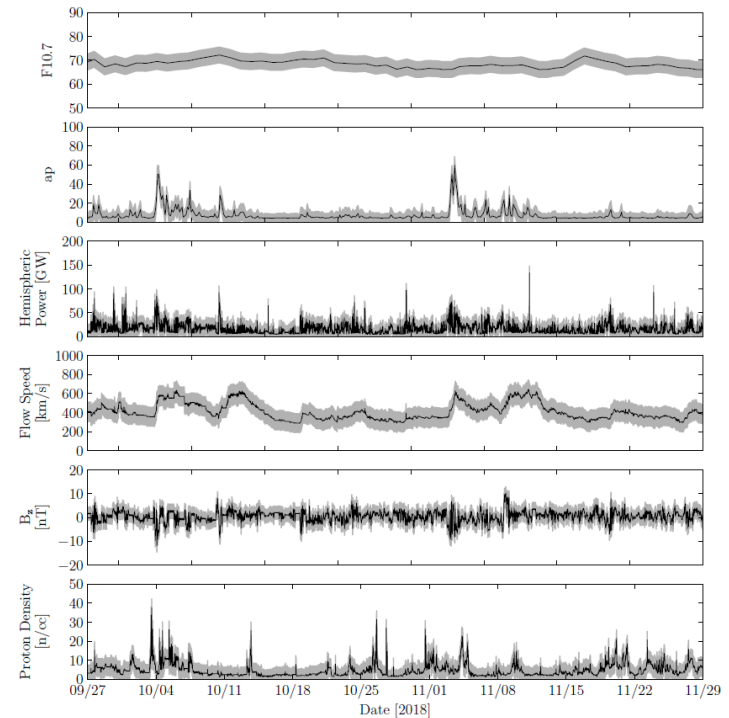 90
80
70
60
50
F10.7
100
80
60
40
20
0
ap
200
150
100
50
0
Hemispheric
Power [GW]
1000
800
600
400
200
0
Flow Speed
[km/s]
20
10
0
−10
−20
Bz
[nT]
50
40
30
20
10
0
Proton Density
[n/cc]
09/27 10/04 10/11 10/18 10/25 11/01 11/08 11/15 11/22 11/29
Date [2018]